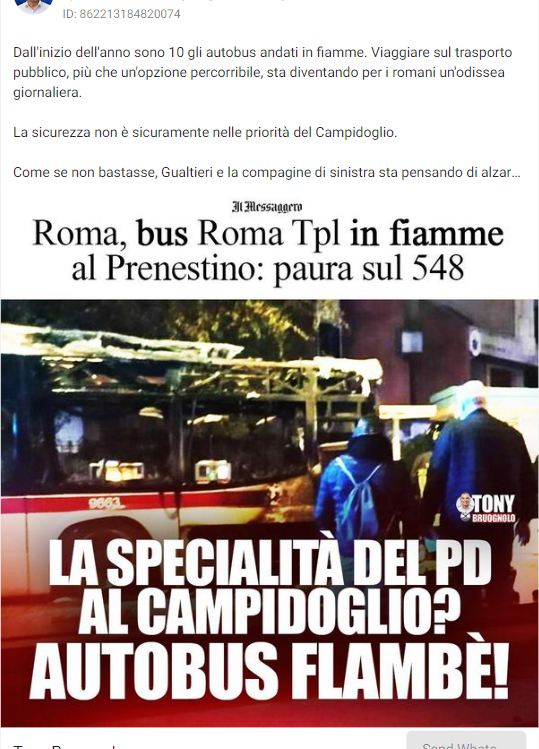 ID: 862213184820074
Dall'inizio dell'anno sono 10 gli autobus andati in fiamme. Viaggiare sul trasporto
pubblico, più che un'opzione percorribile, sta diventando per i romani un'odissea
giornaliera.
La sicurezza non è sicuramente nelle priorità del Campidoglio.
Come se non bastasse, Gualtieri e la compagine di sinistra sta pensando di alzar...
Il Messaggero
Roma, bus Roma Tpl in fiamme
al Prenestino: paura sul 548
9663
TONY
BRUOGNOLO
LA SPECIALITÀ DEL PD
AL CAMPIDOGLIO?
AUTOBUS FLAMBÈ!